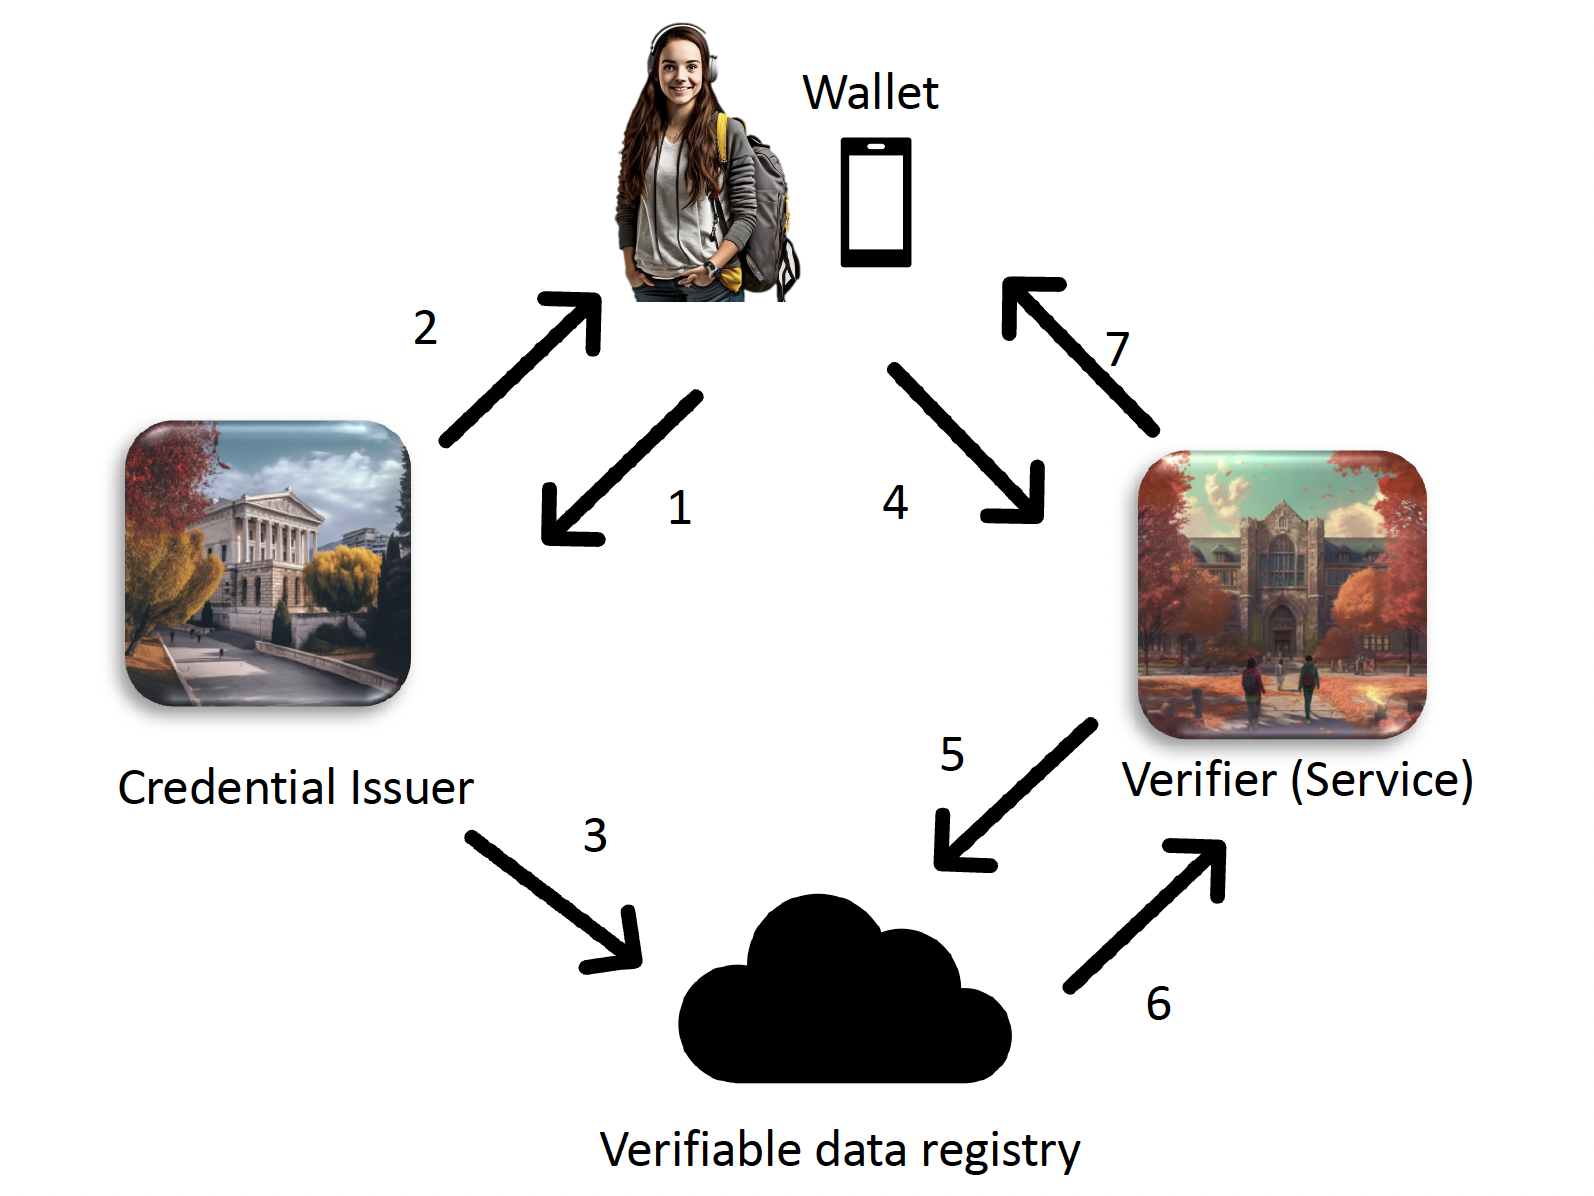 Wallet
2
7
1
4
5
Credential Issuer
Verifier (Service)
3
6
Verifiable data registry